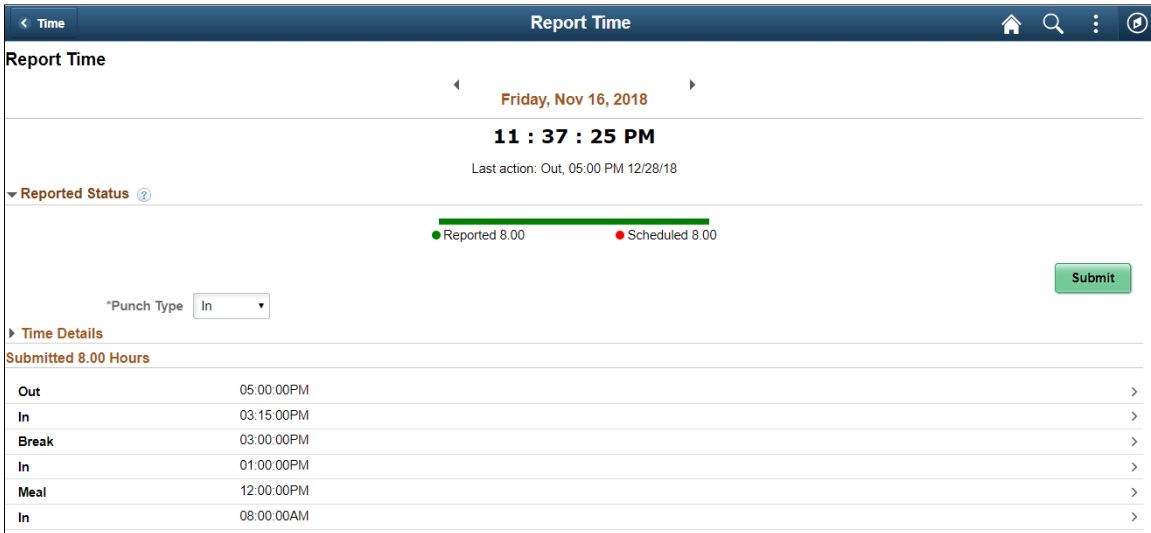 Time Report Time
Report Time
Friday, Nov 16, 2018
11 : 37 : 25 PM
Last action: Out, 05:00 PM 12/28/18
Reported Status ?
Reported 8.00 Scheduled 8.00
Submit
*Punch Type In
Time Details
Submitted 8.00 Hours
Out 05:00:00PM
In 03:15:00PM
Break 03:00:00PM
In 01:00:00PM
Meal 12:00:00PM
In 08:00:00AM